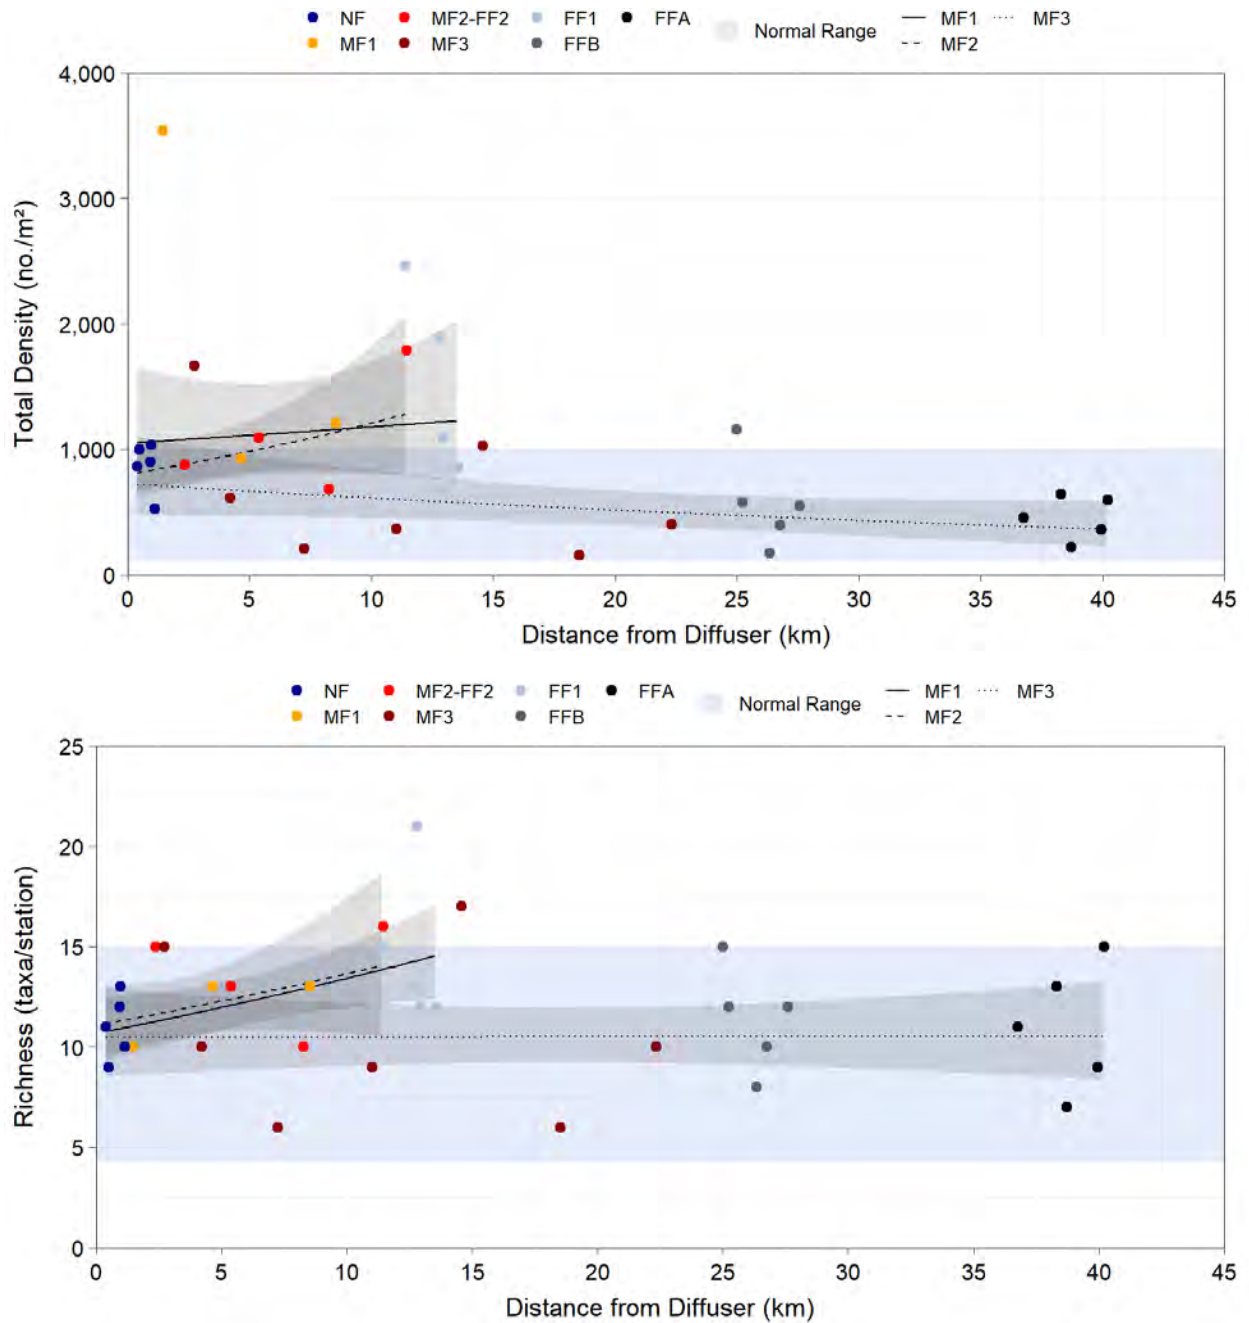 NF MF2-FF2 FF1 FFA Normal Range MF1 MF3
MF1 MF3 FFB MF2
4,000
3,000
2,000
1,000
0
Total Density (no./m²)
0 5 10 15 20 25 30 35 40 45
Distance from Diffuser (km)
NF MF2-FF2 FF1 FFA Normal Range MF1 MF3
MF1 MF3 FFB MF2
25
20
15
10
5
0
Richness (taxa/station)
0 5 10 15 20 25 30 35 40 45
Distance from Diffuser (km)